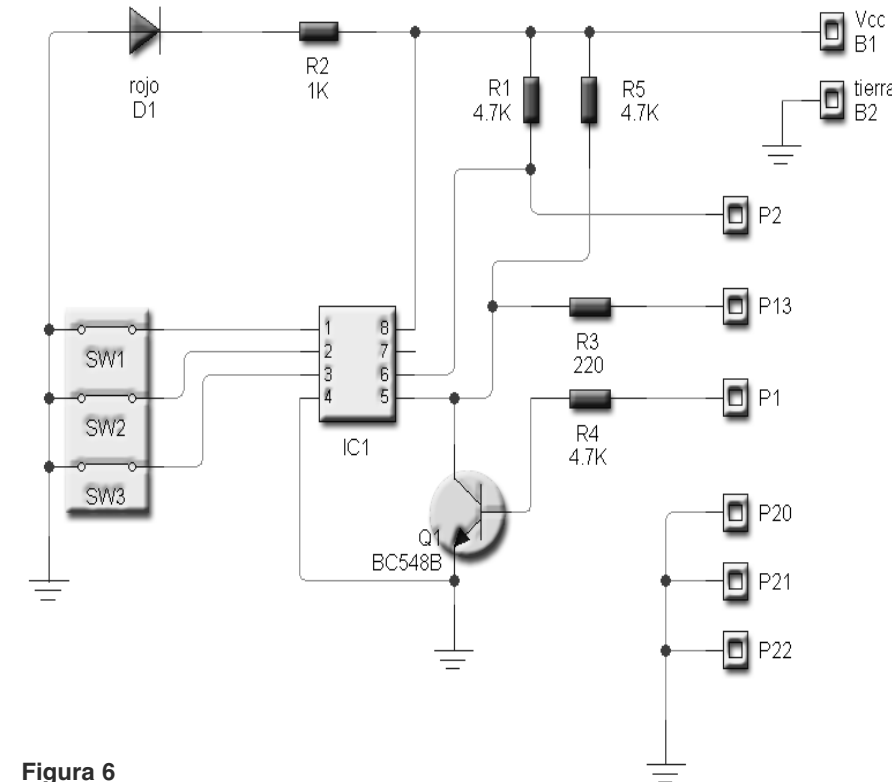 Vcc
B1
rojo
D1
R2
1K
R1
4.7K
R5
4.7K
tierra
B2
P2
P13
R3
220
P1
R4
4.7K
SW1
SW2
SW3
1
2
3
4
8
7
6
5
IC1
Q1
BC548B
P20
P21
P22
Figura 6